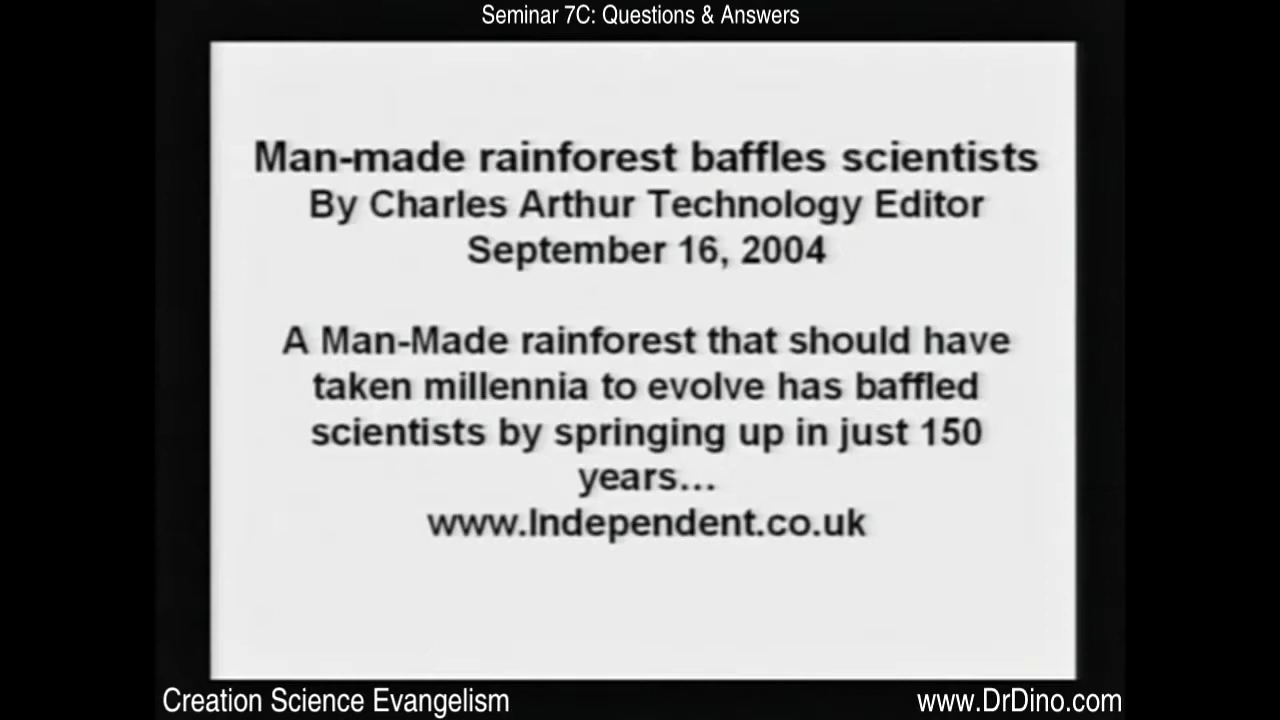 Seminar 7C: Questions & Answers
Man-made rainforest baffles scientists
By Charles Arthur Technology Editor
September 16, 2004
A Man-Made rainforest that should have
taken millennia to evolve has baffled
scientists by springing up in just 150
years...
www.Independent.co.uk
Creation Science Evangelism
www.DrDino.com